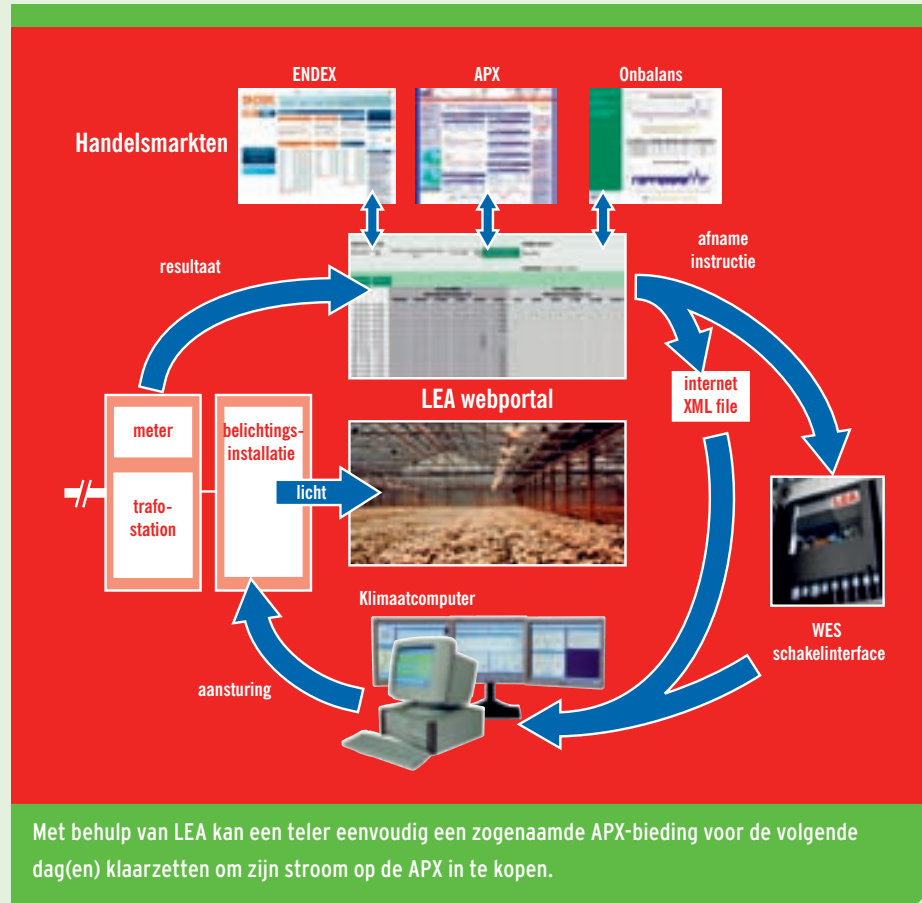 ENDEX
APX
Onbalans
Handelsmarkten
resultaat
afname
instructie
internet
XML file
LEA webportal
meter
belichtings-
installatie
trafo-
station
licht
LEA
Klimaatcomputer
WES
schakelinterface
aansturing
Met behulp van LEA kan een teler eenvoudig een zogenaamde APX-bieding voor de volgende
dag(en) klaarzetten om zijn stroom op de APX in te kopen.